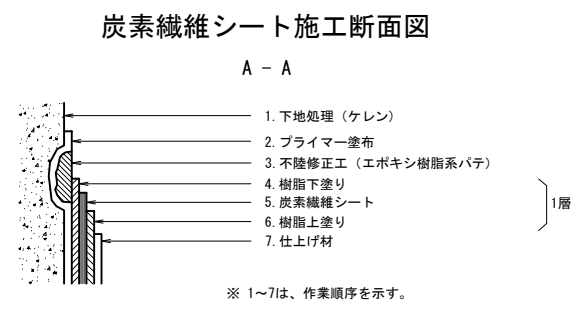 炭素繊維シート施工断面図
A － A
1. 下地処理（ケレン）
2. プライマー塗布
3. 不陸修正工（エポキシ樹脂系パテ）
4. 樹脂下塗り
5. 炭素繊維シート
6. 樹脂上塗り
7. 仕上げ材
1層
※ 1～7は、作業順序を示す。